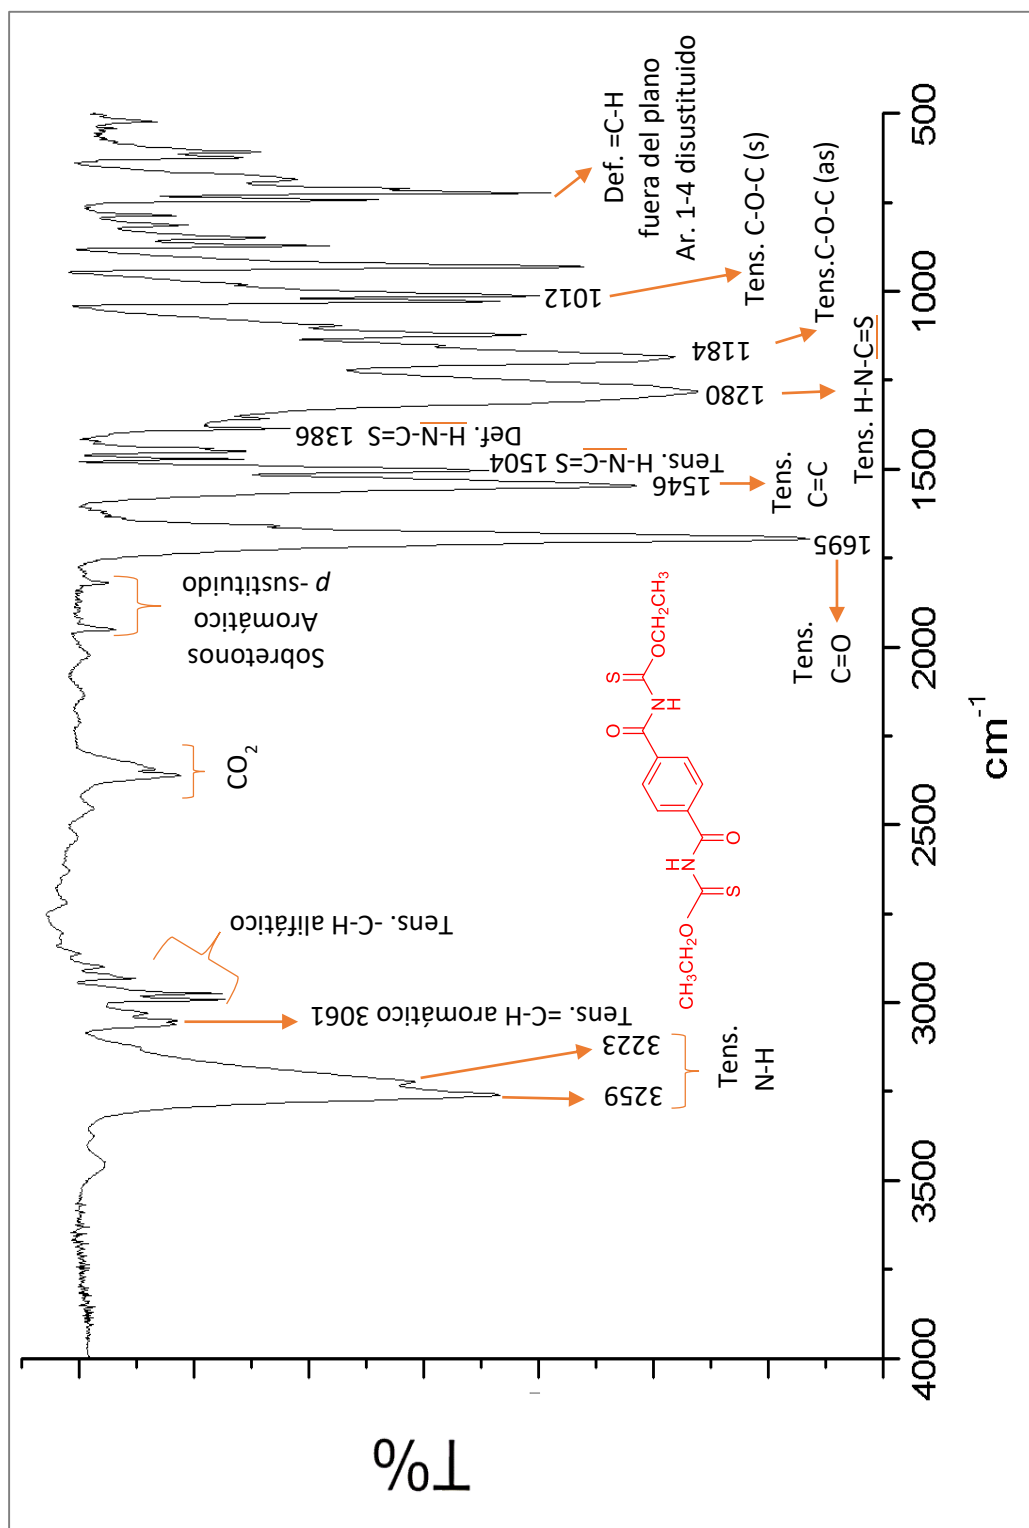 T%
4000
3500
3000
2500
2000
1500
1000
500
cm-1
3259
3223
Tens.
N-H
Tens. =C-H aromático 3061
Tens. -C-H alifático
CO2
Sobretonos
Aromático
p -sustituido
1695
Tens.
C=O
1546
Tens.
C=C
Tens. H-N-C=S 1504
Def. H-N-C=S 1386
1280
Tens. H-N-C=S
1184
Tens.C-O-C (as)
1012
Tens. C-O-C (s)
Def. =C-H
fuera del plano
Ar. 1-4 disustituido
CH3CH2O
S
H
N
O
O
N
H
S
OCH2CH3